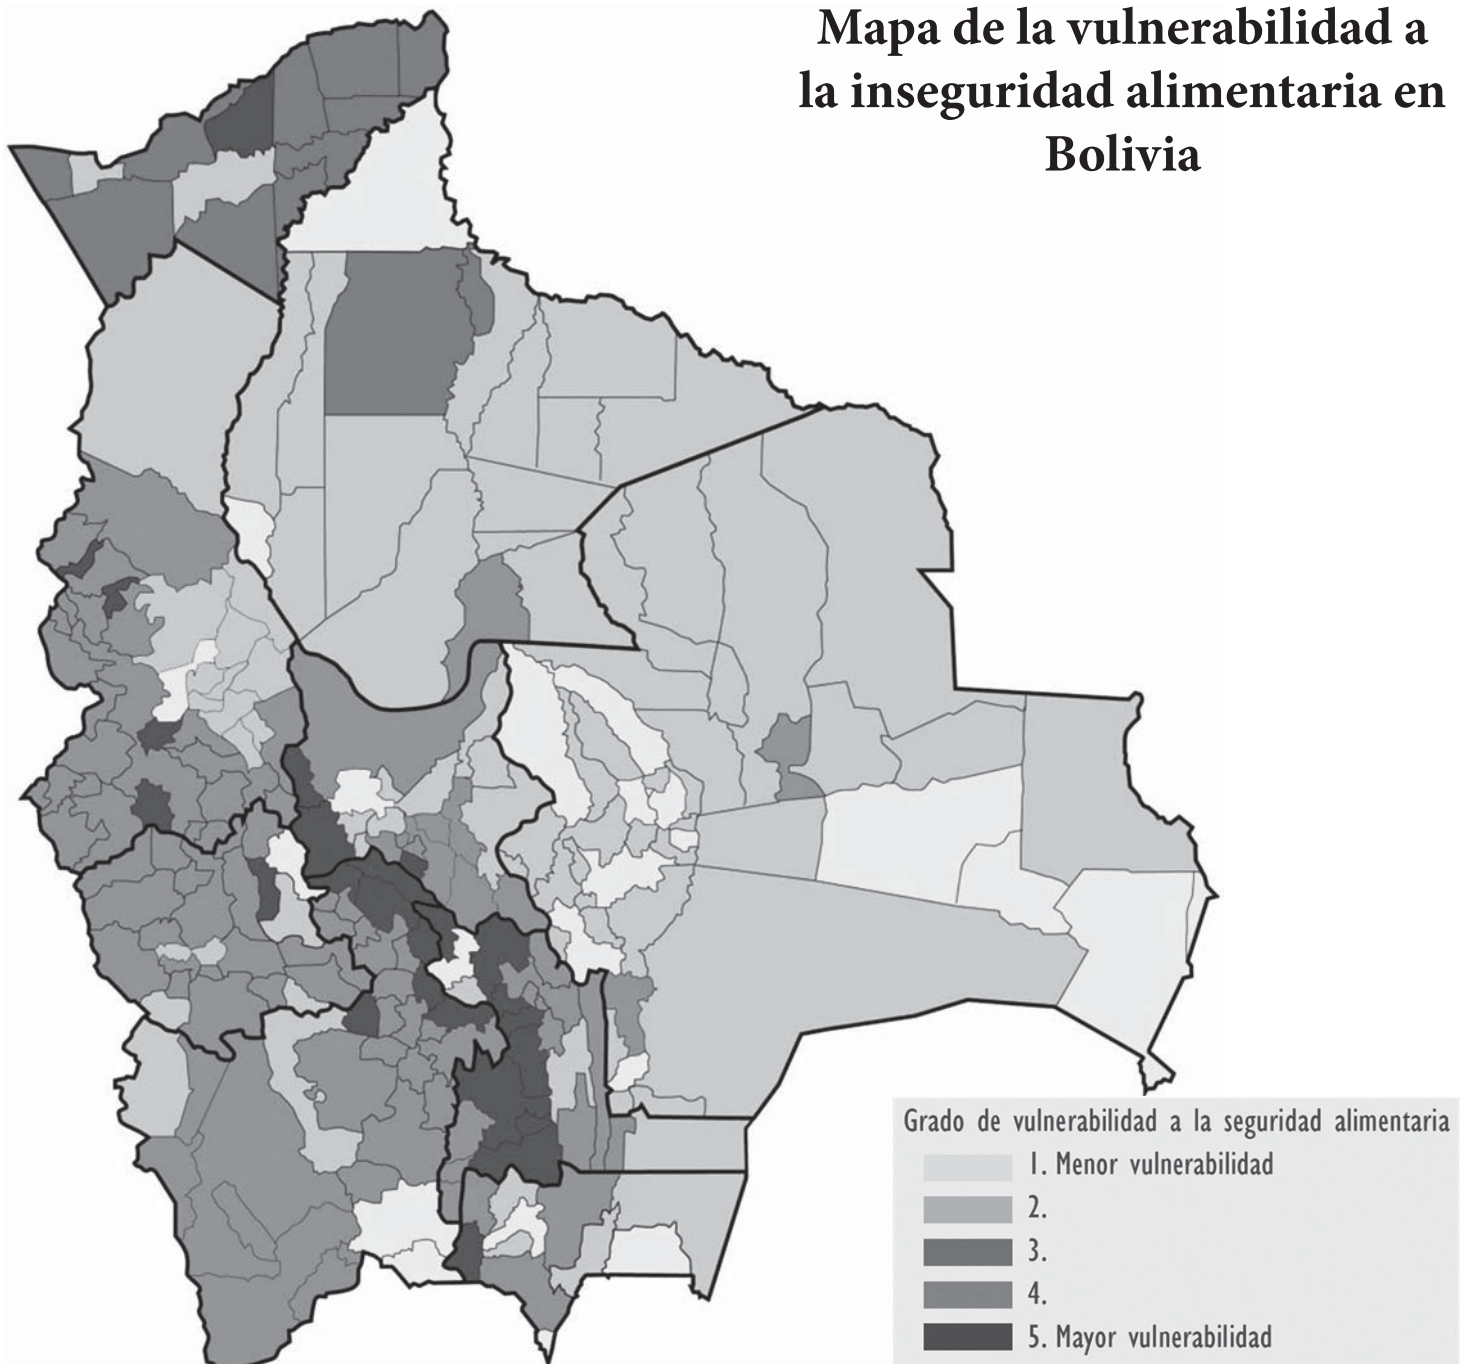 Mapa de la vulnerabilidad a
la inseguridad alimentaria en
Bolivia
Grado de vulnerabilidad a la seguridad alimentaria
1. Menor vulnerabilidad
2.
3.
4.
5. Mayor vulnerabilidad